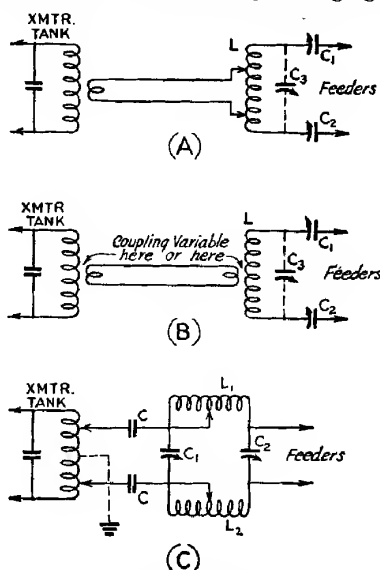 XMTR.
TANK
L
C1
C3
Feeders
C2
(A)
XMTR.
TANK
L
C1
Coupling Variable
here or here
C3
Feeders
C2
(B)
XMTR.
TANK
L1
C
C1
C2
Feeders
C
L2
(C)